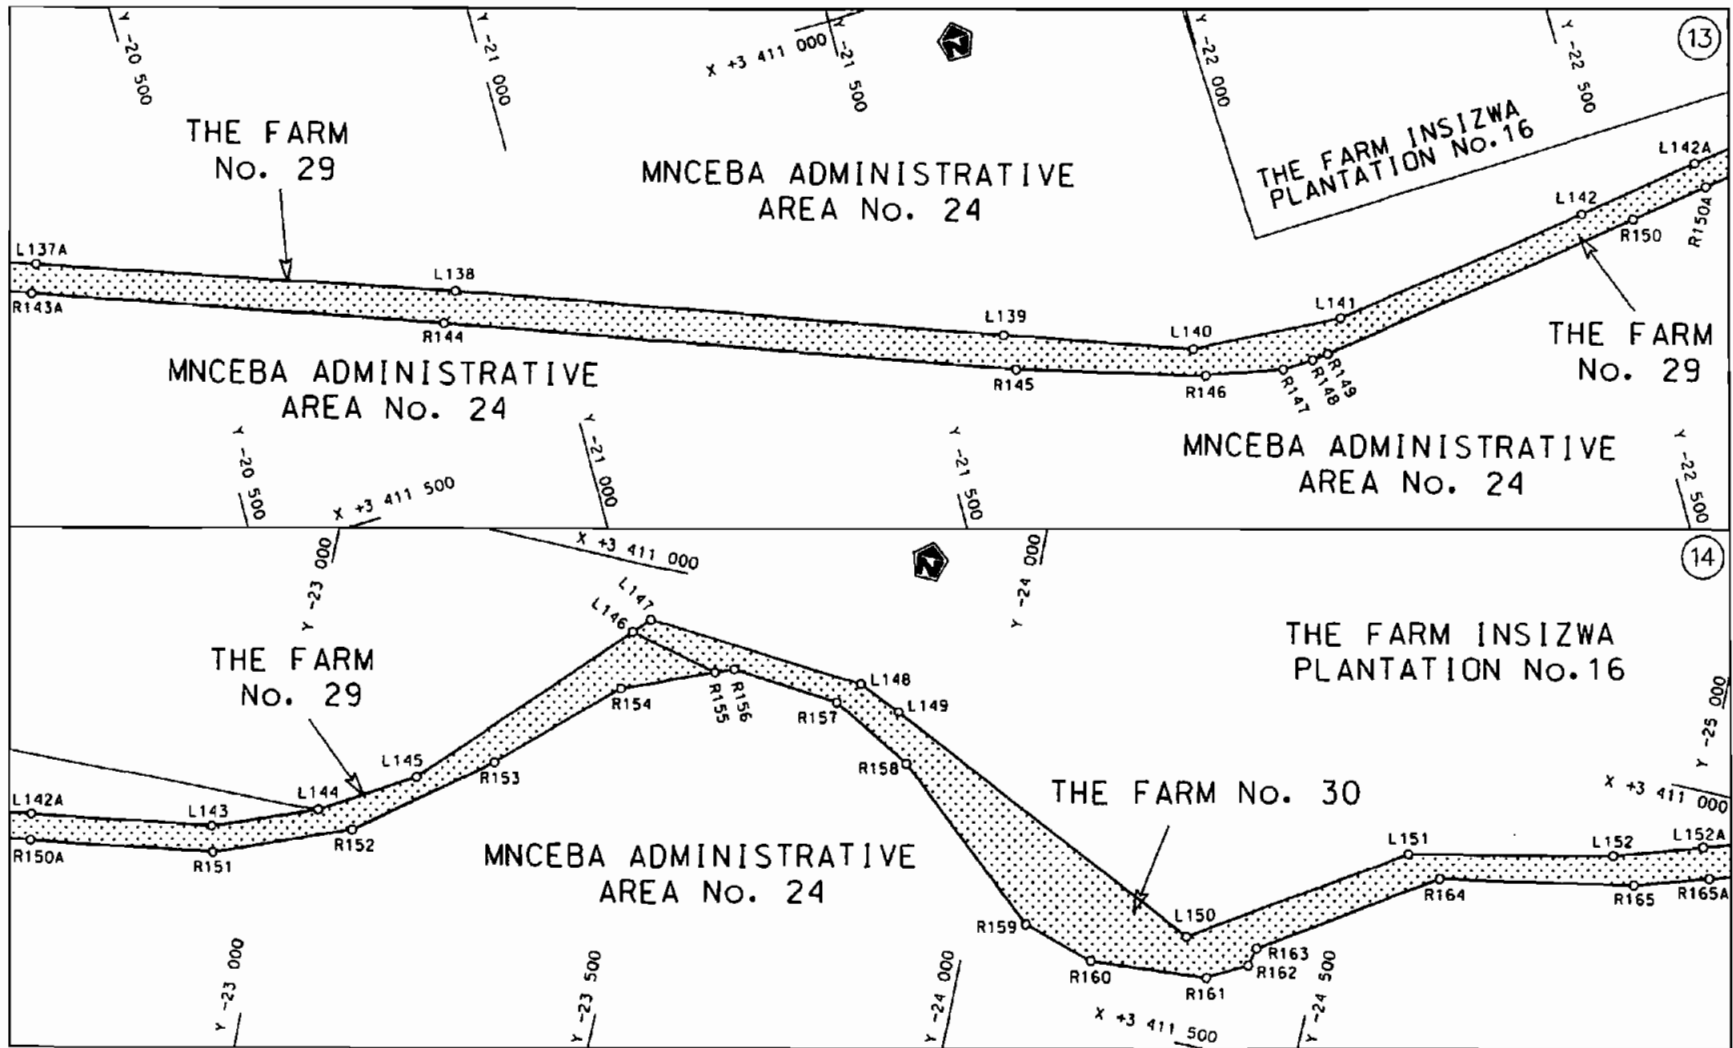 Y -20 500
Y -21 000
X +3 411 000
Y -21 500
N
Y -22 000
Y -22 500
13
THE FARM
No. 29
MNCEBA ADMINISTRATIVE
AREA No. 24
THE FARM INSIZWA
PLANTATION No.16
L142A
L142
R150
R150A
L137A
R143A
L138
R144
L139
R145
L140
R146
L141
R147
R148
R149
THE FARM
No. 29
MNCEBA ADMINISTRATIVE
AREA No. 24
MNCEBA ADMINISTRATIVE
AREA No. 24
Y -20 500
X +3 411 500
Y -21 000
Y -21 500
Y -22 500
Y -23 000
X +3 411 000
N
Y -24 000
14
L147
L146
THE FARM
No. 29
THE FARM INSIZWA
PLANTATION No.16
R154
R155
R156
L148
R157
L149
Y -25 000
L145
R153
R158
THE FARM No. 30
X +3 411 000
L142A
L143
L144
R150A
R151
R152
MNCEBA ADMINISTRATIVE
AREA No. 24
L151
L152
L152A
R164
R165
R165A
R159
L150
R160
R161
R163
R162
Y -23 000
Y -23 500
Y -24 000
X +3 411 500
Y -24 500